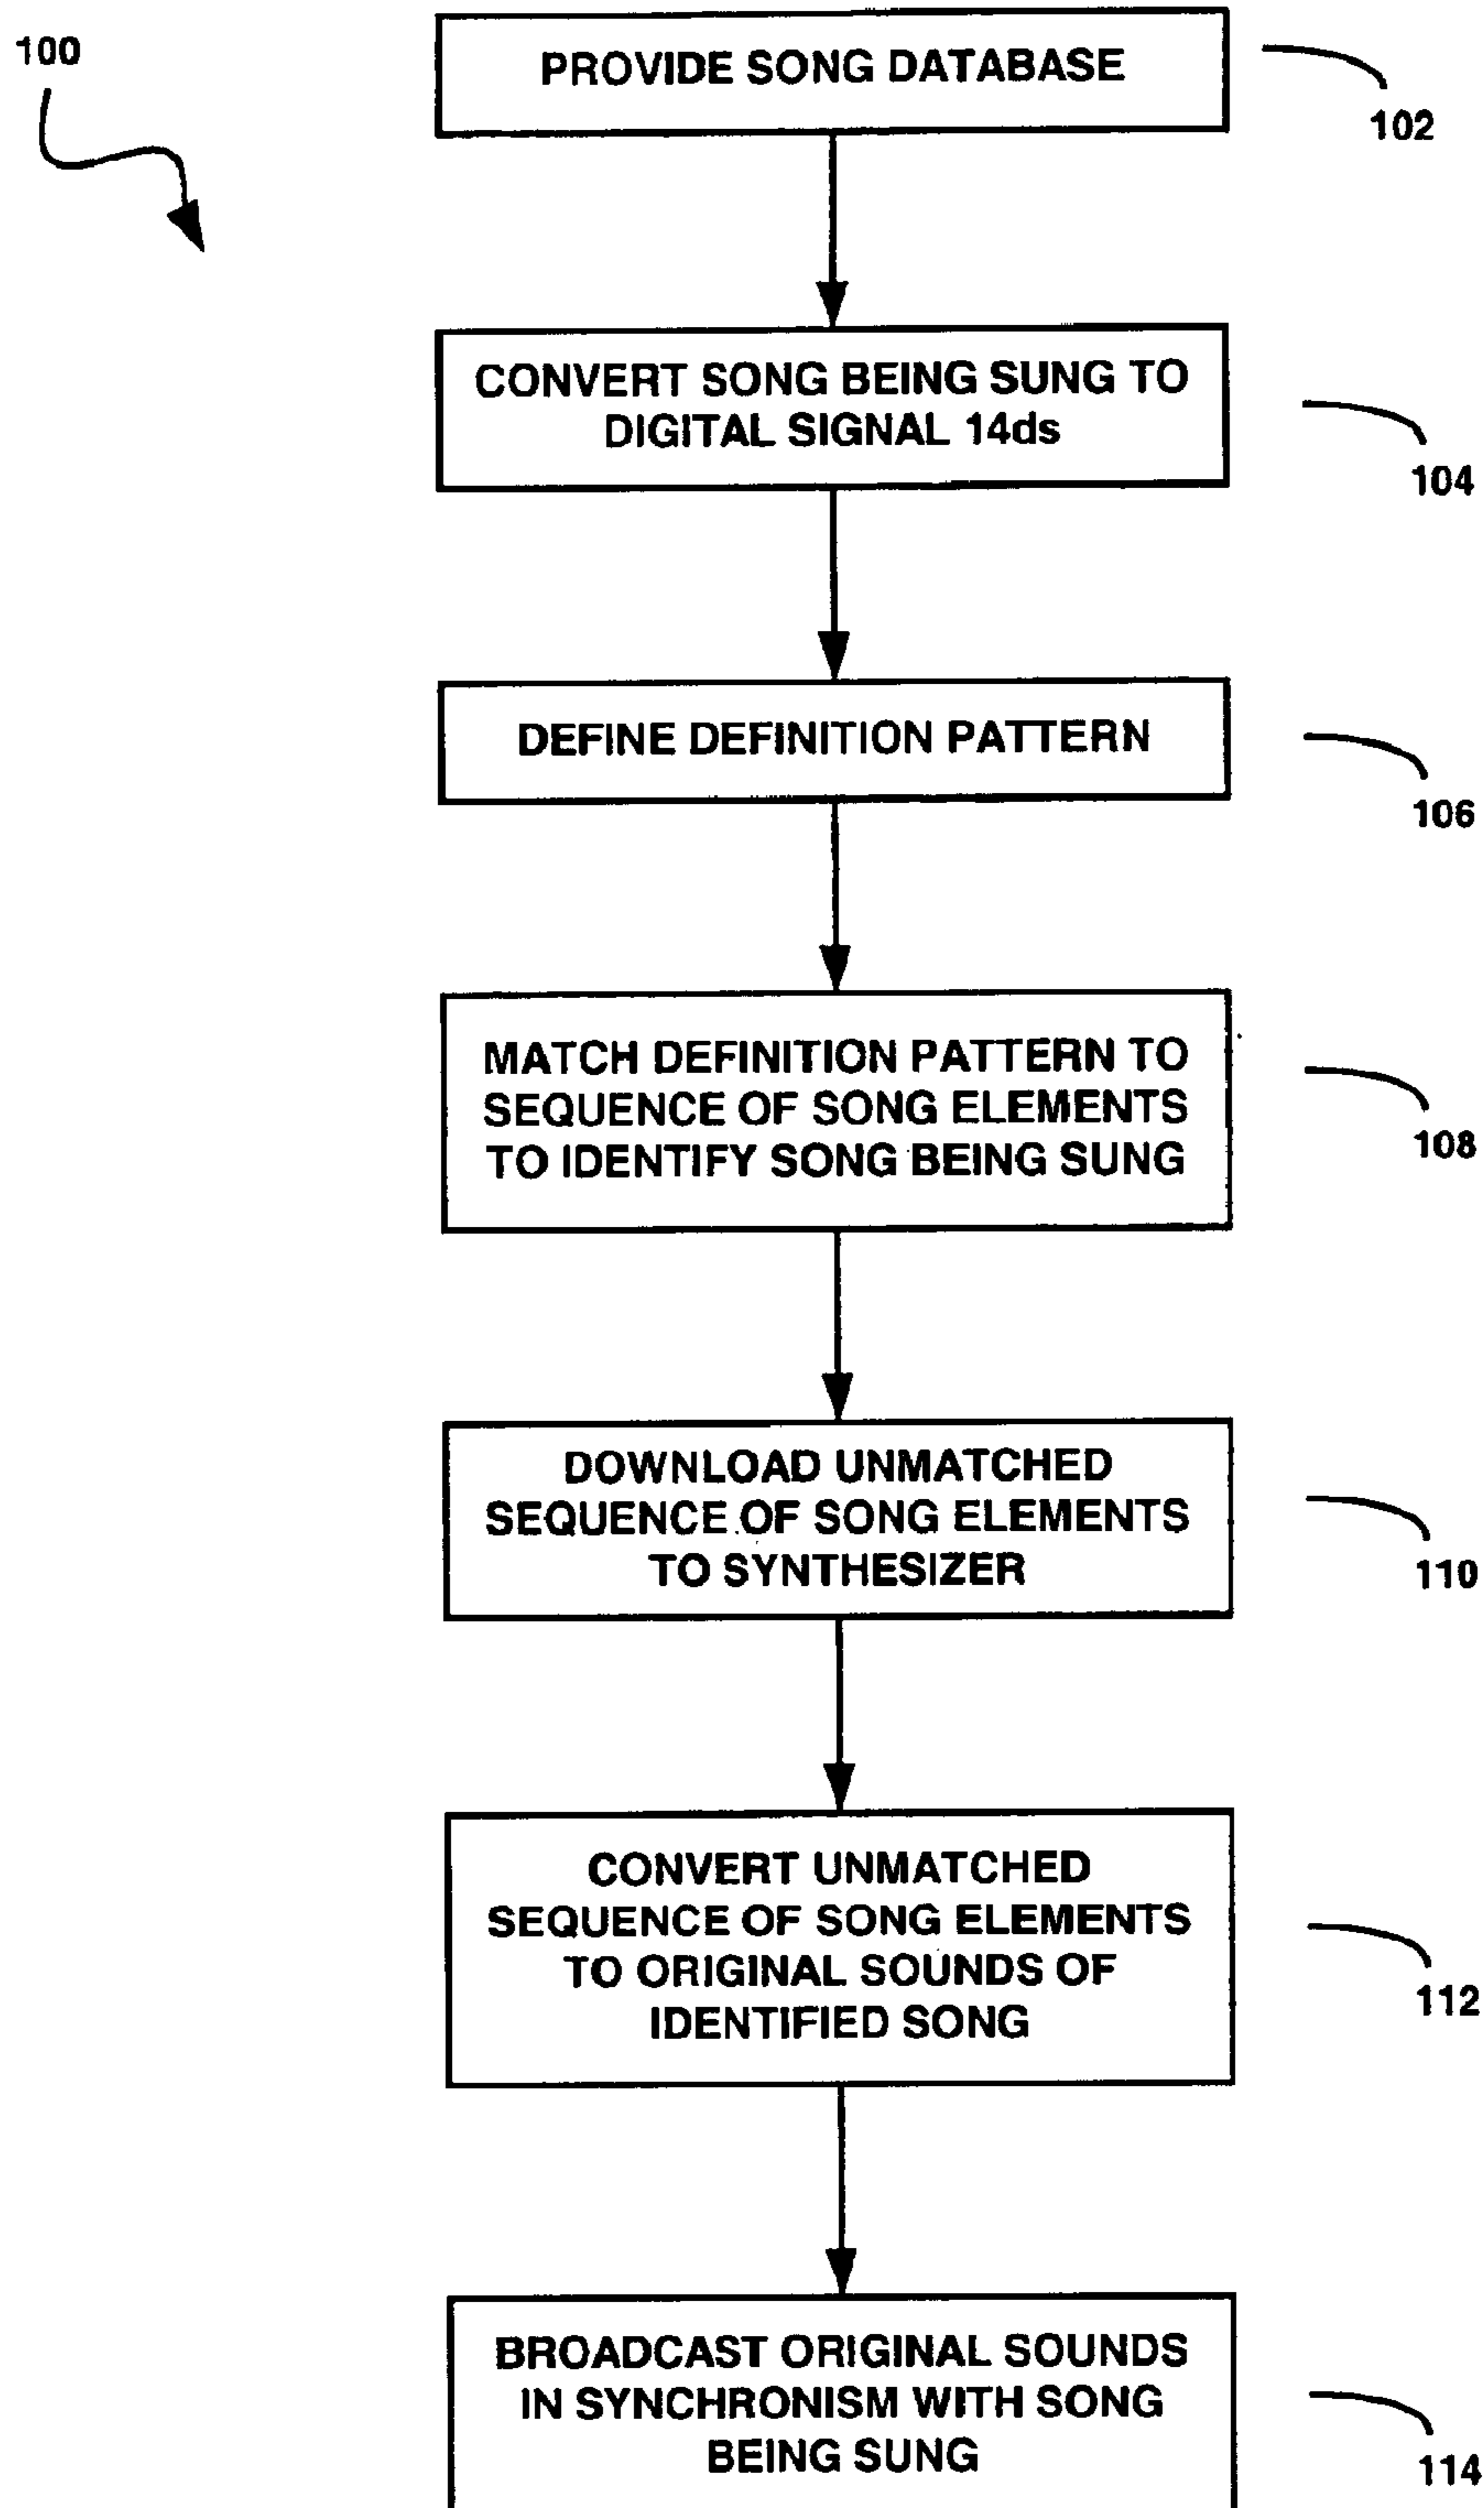 100
PROVIDE SONG DATABASE
102
CONVERT SONG BEING SUNG TO
DIGITAL SIGNAL 14ds
104
DEFINE DEFINITION PATTERN
106
MATCH DEFINITION PATTERN TO
SEQUENCE OF SONG ELEMENTS
TO IDENTIFY SONG BEING SUNG
108
DOWNLOAD UNMATCHED
SEQUENCE OF SONG ELEMENTS
TO SYNTHESIZER
110
CONVERT UNMATCHED
SEQUENCE OF SONG ELEMENTS
TO ORIGINAL SOUNDS OF
IDENTIFIED SONG
112
BROADCAST ORIGINAL SOUNDS
IN SYNCHRONISM WITH SONG
BEING SUNG
114